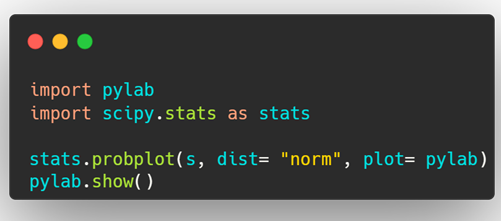 import pylab
import scipy.stats as stats
stats.probplot(s, dist= "norm", plot= pylab)
pylab.show()